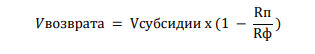 Vвозврата = Vсубсидии x (1 − Rп/Rф)